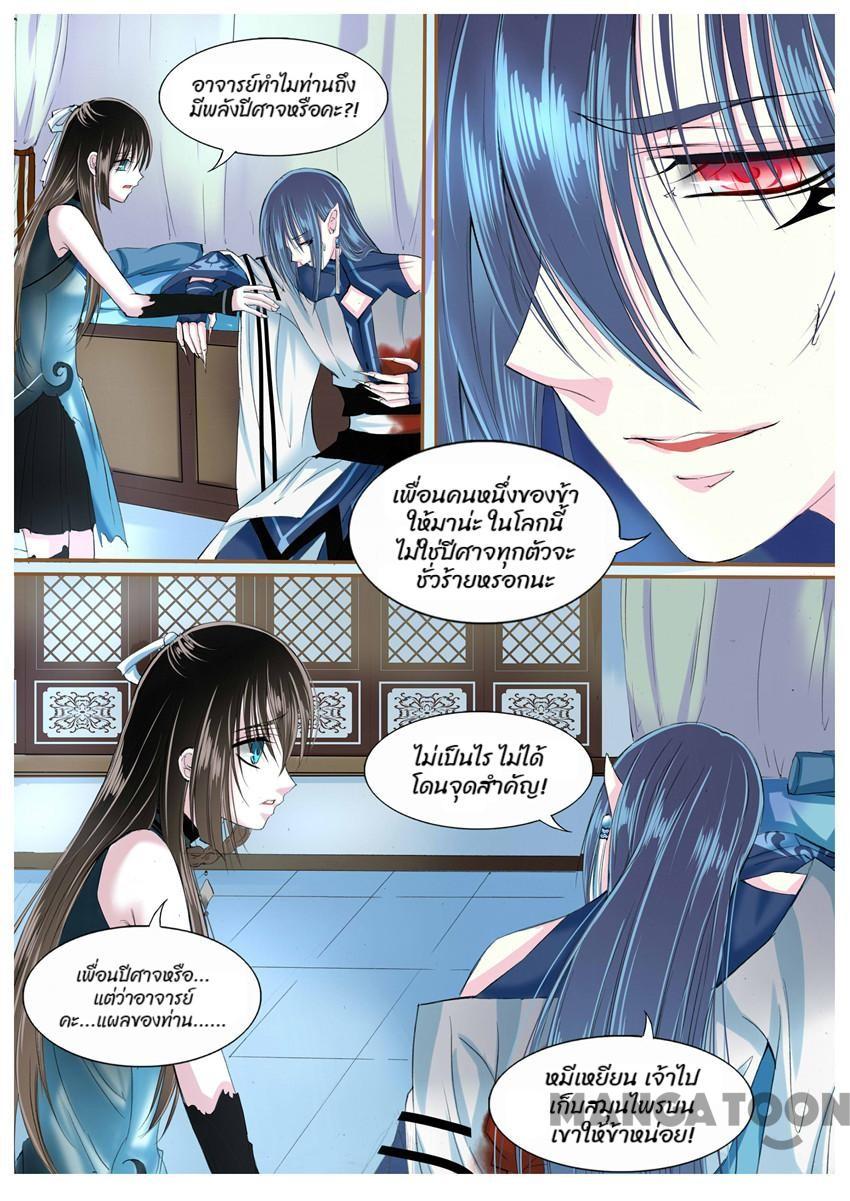 อาจารย์ทำไมท่านถึง
มีพลังปีศาจหรือคะ?!
เพื่อนคนหนึ่งของข้า
ให้มาน่ะ ในโลกนี้
ไม่ใช่ปีศาจทุกตัวจะ
ชั่วร้ายหรอกนะ
ไม่เป็นไร ไม่ได้
โดนจุดสำคัญ!
เพื่อนปีศาจหรือ...
แต่ว่าอาจารย์
คะ...แผลของท่าน......
หมีเหยียน เจ้าไป
เก็บสมุนไพรบน
เขาให้ข้าหน่อย!
MANGATOON